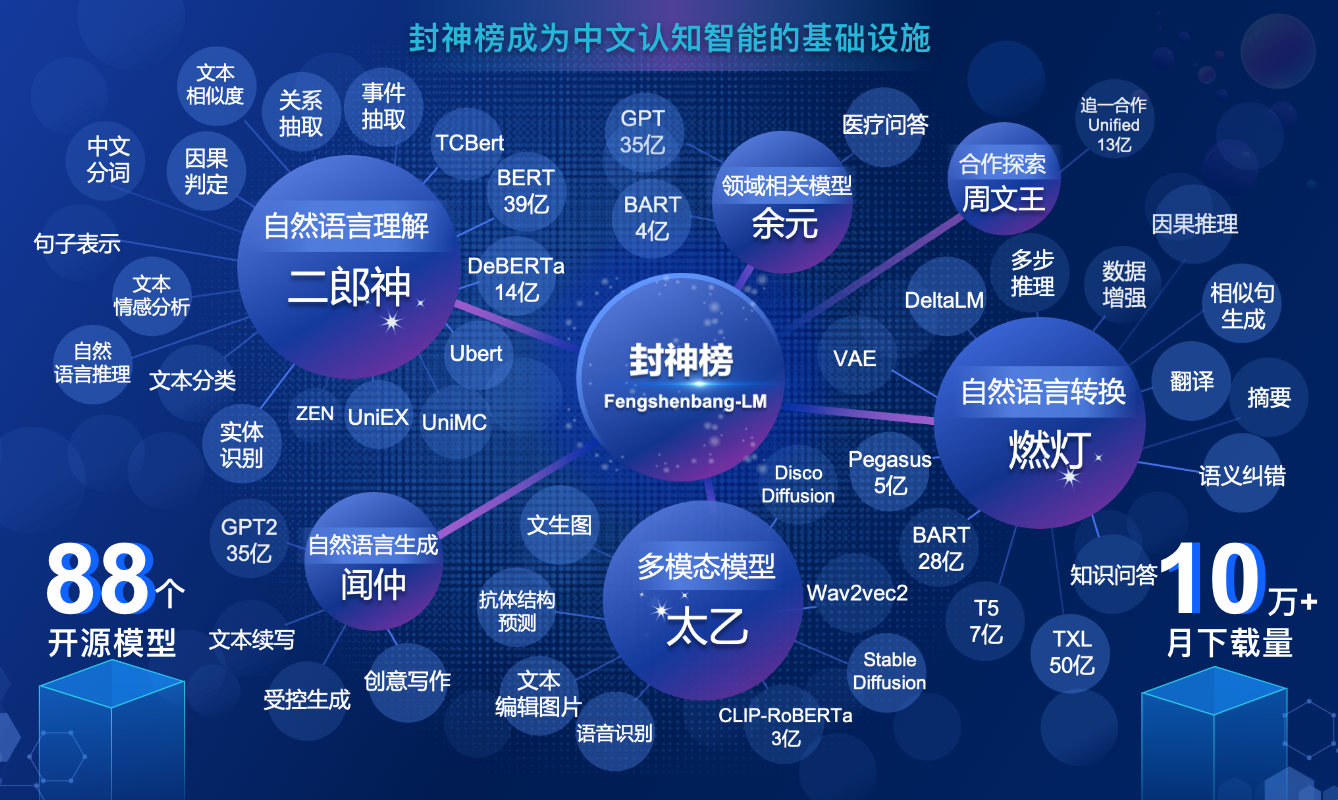 封神榜成为中文认知智能的基础设施
文本
相似度
关系
抽取
事件
抽取
TCBert
中文
分词
因果
判定
BERT
39亿
自然语言理解
二郎神
句子表示
DeBERTa
14亿
文本
情感分析
自然
语言推理
文本分类
Ubert
实体
识别
ZEN
UniEX
UniMC
GPT
35亿
医疗问答
BART
4亿
领域相关模型
余元
追一合作
Unified
13亿
合作探索
周文王
封神榜
Fengshenbang-LM
因果推理
多步
推理
数据
增强
DeltaLM
相似句
生成
VAE
自然语言转换
燃灯
翻译
摘要
Pegasus
5亿
语义纠错
BART
28亿
知识问答
T5
7亿
TXL
50亿
GPT2
35亿
自然语言生成
闻仲
文本续写
受控生成
创意写作
文生图
Disco
Diffusion
多模态模型
太乙
抗体结构
预测
Wav2vec2
文本
编辑图片
Stable
Diffusion
语音识别
CLIP-RoBERTa
3亿
88个
开源模型
10万+
月下载量